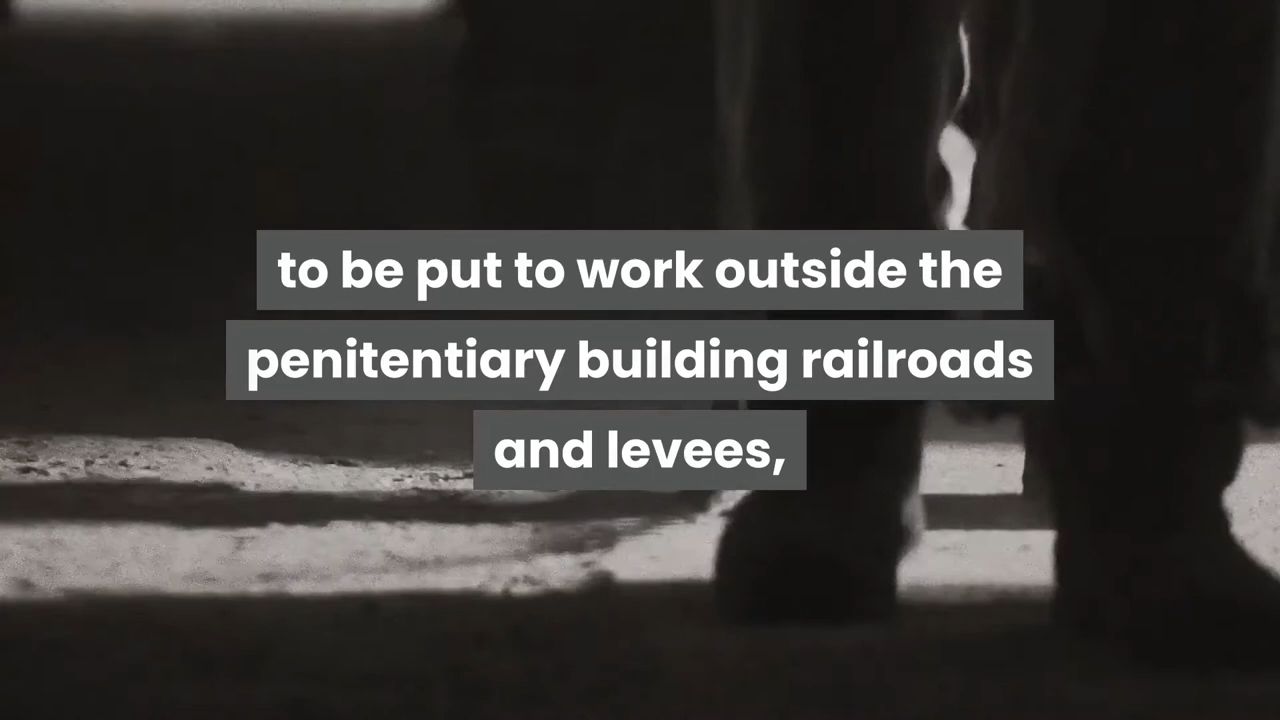 to be put to work outside the
penitentiary building railroads
and levees,